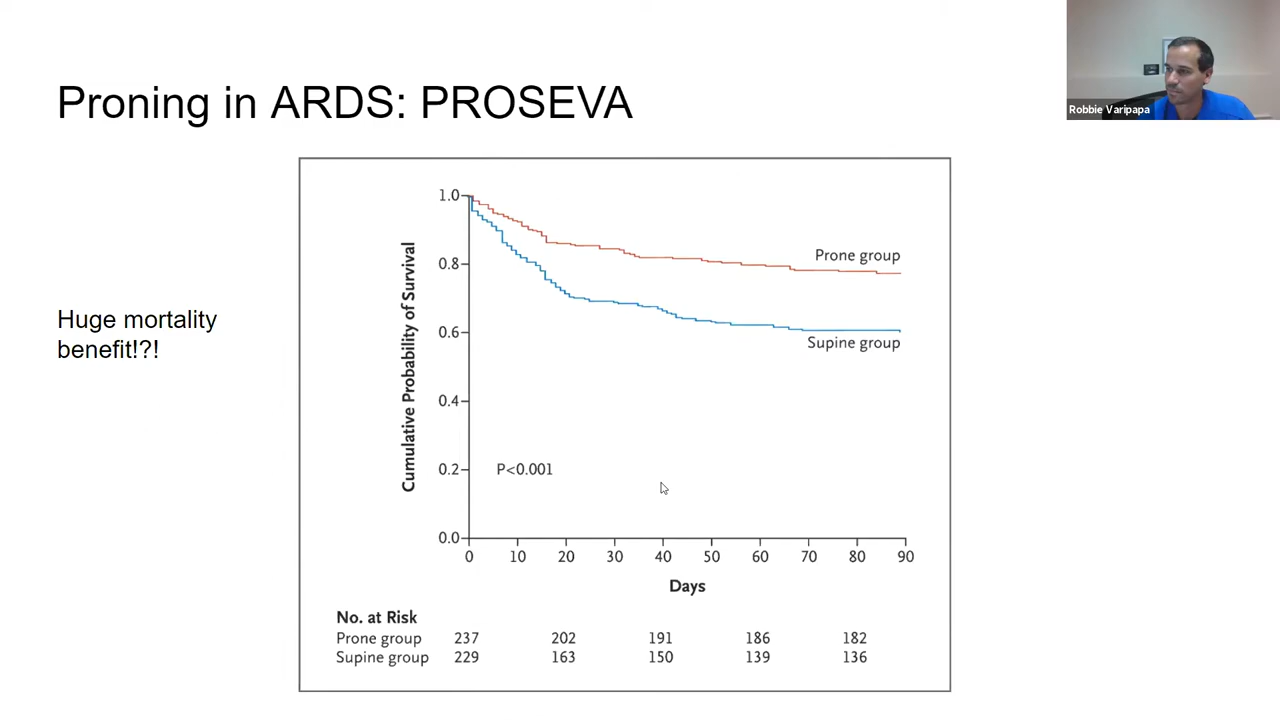 Proning in ARDS: PROSEVA
Robbie Varipapa
Huge mortality
benefit!?!
Cumulative Probability of Survival
1.0
0.8
0.6
0.4
0.2
0.0
Prone group
Supine group
P<0.001
0 10 20 30 40 50 60 70 80 90
Days
No. at Risk
Prone group 237 202 191 186 182
Supine group 229 163 150 139 136